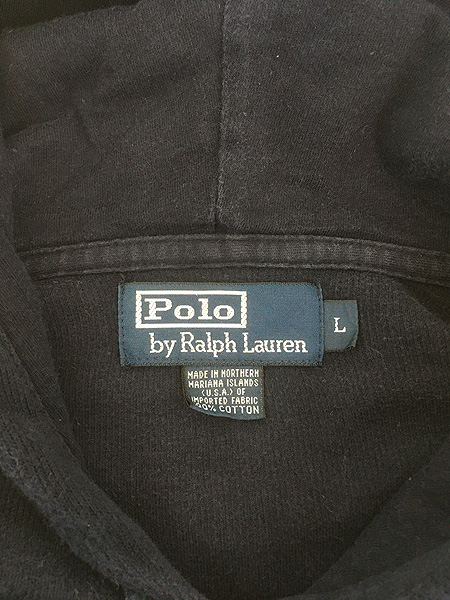 Polo
by Ralph Lauren
L
MADE IN NORTHERN
MARIANA ISLANDS
(U.S.A.) OF
IMPORTED FABRIC
COTTON